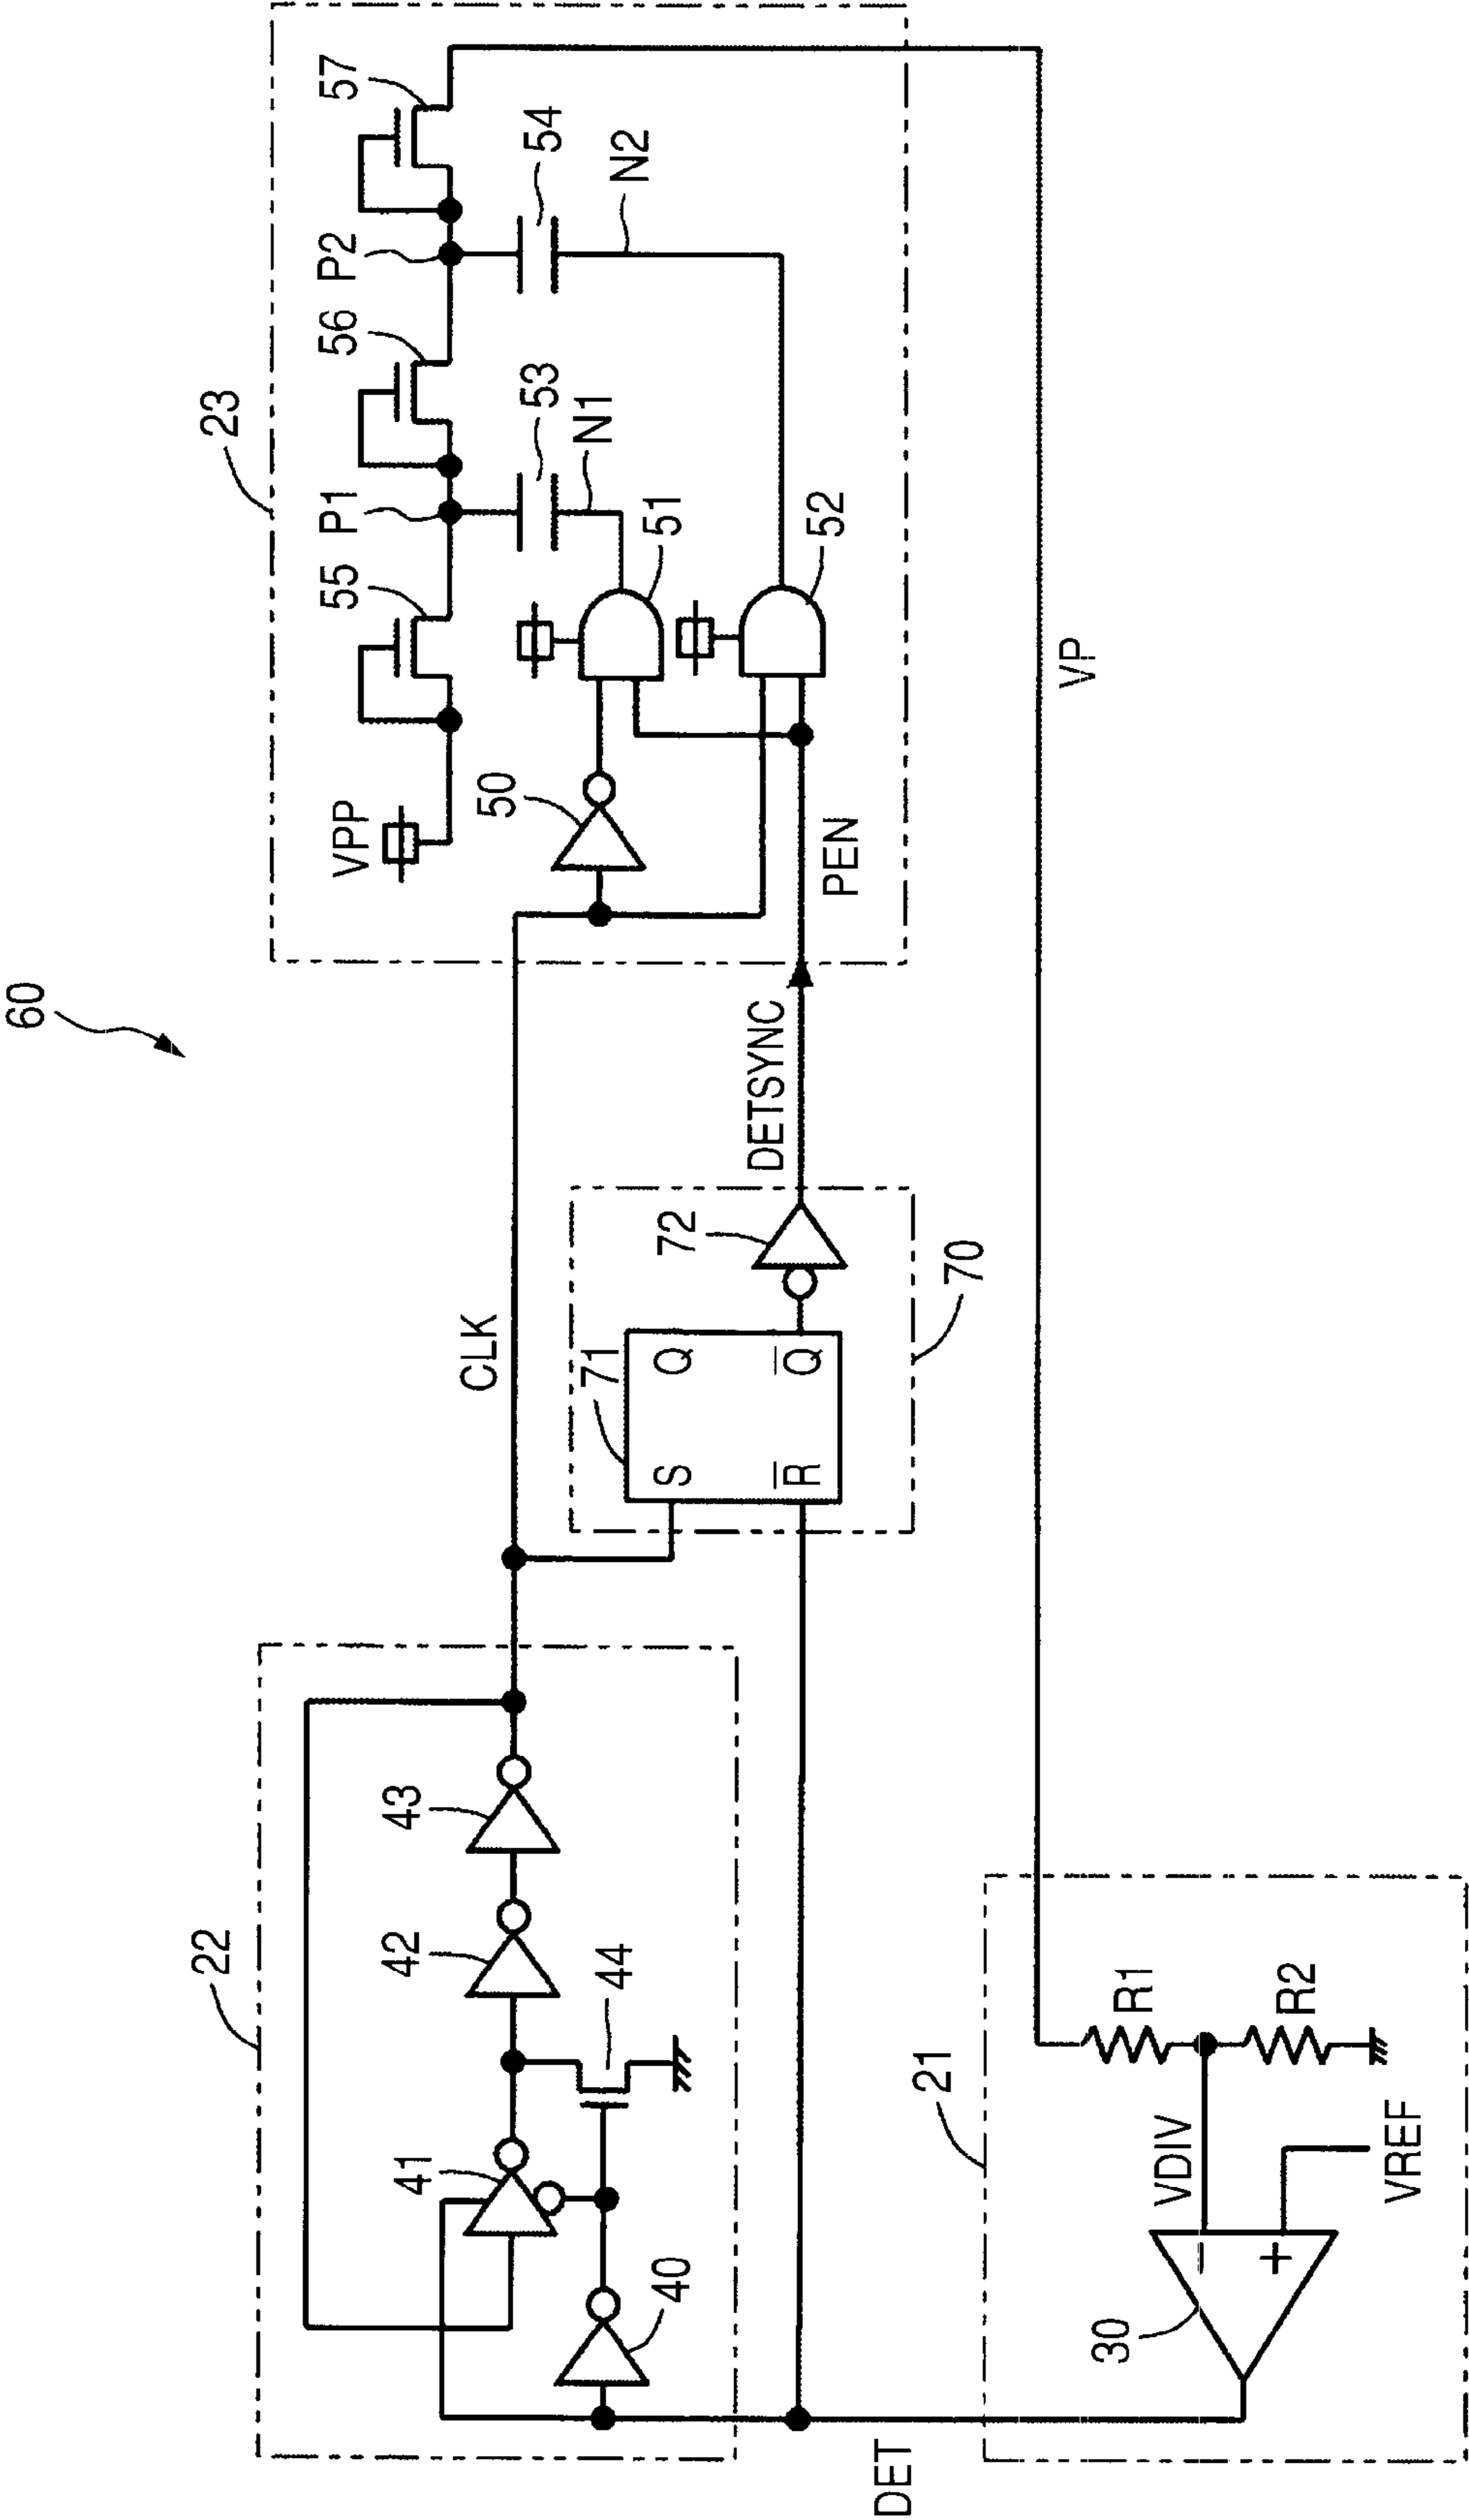 60
22
41
42
43
44
40
CLK
23
VPP
55
P1
56
P2
57
50
53
N1
51
54
N2
52
PEN
DETSYNC
70
71
S
Q
R
Q
72
DET
21
30
VDIV
VREF
-
+
R1
R2
VP